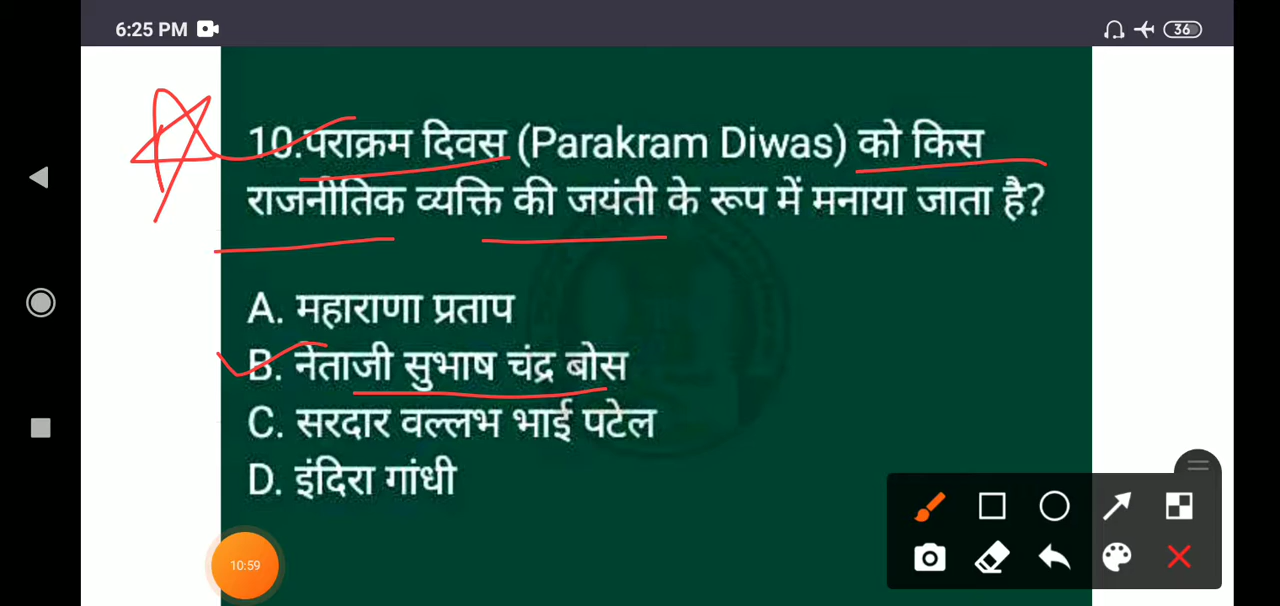 6:25 PM
36
10.पराक्रम दिवस (Parakram Diwas) को किस
राजनीतिक व्यक्ति की जयंती के रूप में मनाया जाता है?
A. महाराणा प्रताप
B. नेताजी सुभाष चंद्र बोस
C. सरदार वल्लभ भाई पटेल
D. इंदिरा गांधी
10:59